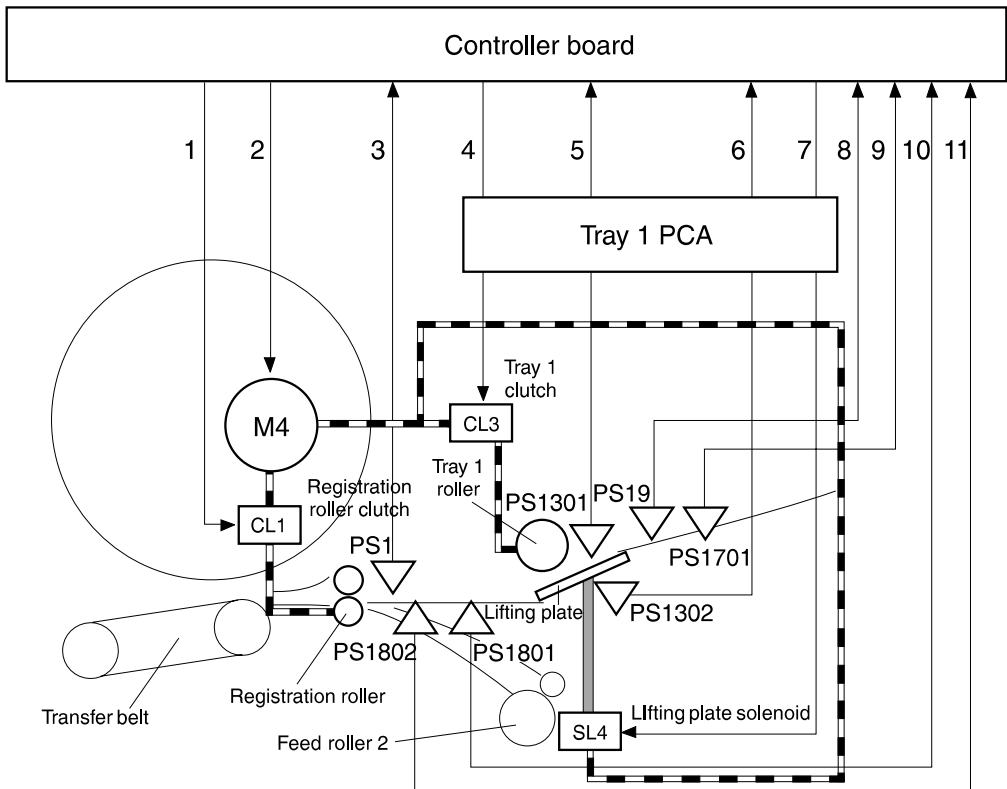 Controller board
1
2
3
4
5
6
7
8
9
10
11
Tray 1 PCA
Tray 1
clutch
M4
CL3
Tray 1
roller
PS1301
PS19
Registration
roller clutch
CL1
PS1
PS1701
Lifting plate
PS1302
PS1802
PS1801
Registration roller
Transfer belt
Feed roller 2
SL4
LIfting plate solenoid